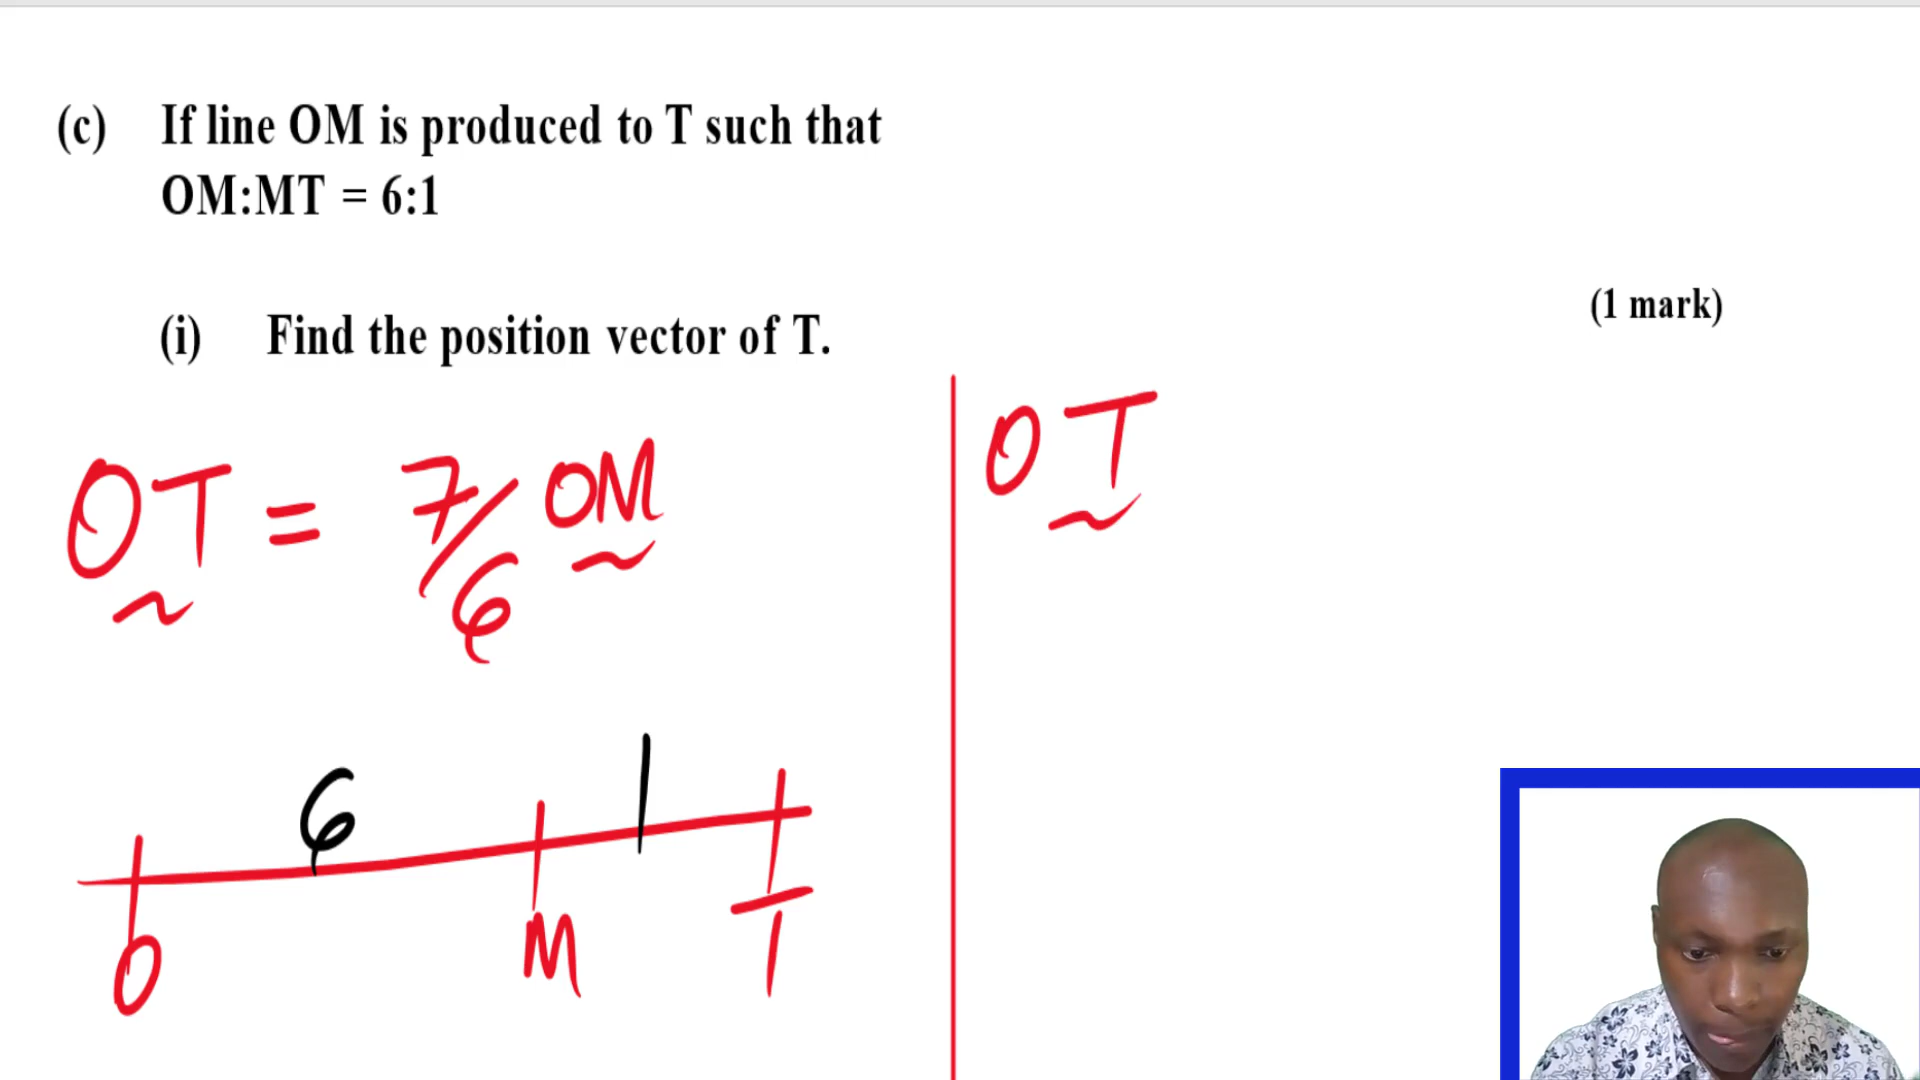 (c) If line OM is produced to T such that
OM:MT = 6:1
(1 mark)
(i) Find the position vector of T.
OT = 7/6 OM
OT
6 1
O M T